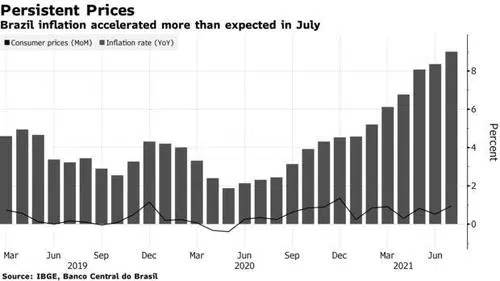 Persistent Prices
Brazil inflation accelerated more than expected in July
Consumer prices (MoM) Inflation rate (YoY)
8
6
4
2
0
Percent
Mar Jun Sep Dec Mar Jun Sep Dec Mar Jun
2019 2020 2021
Source: IBGE, Banco Central do Brasil